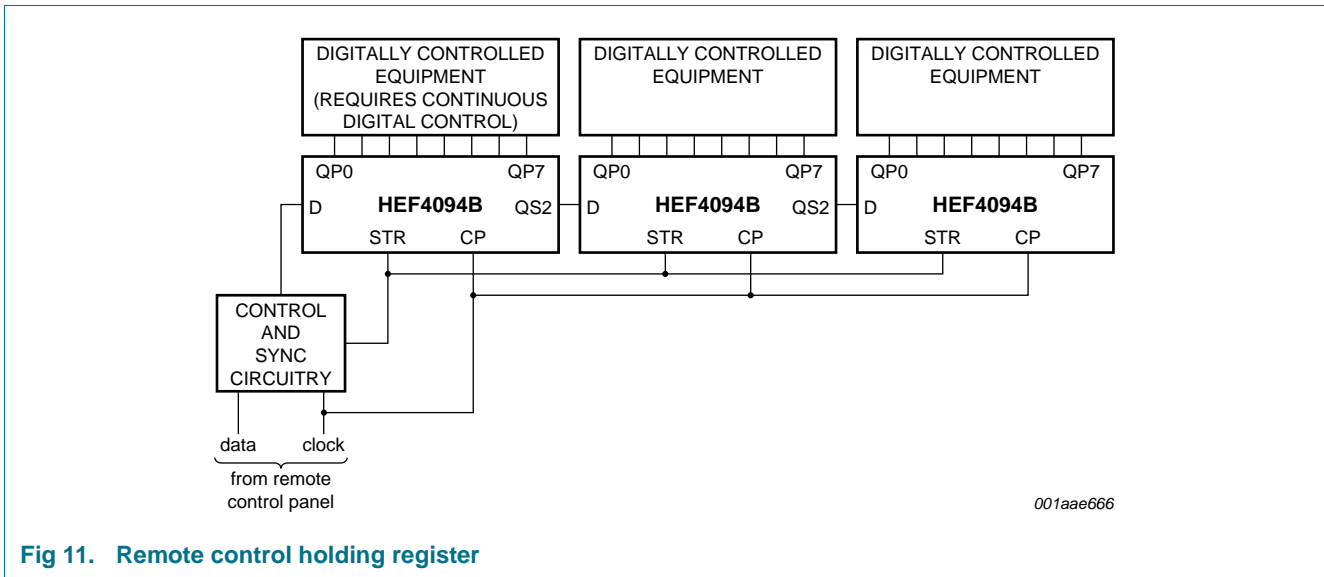 DIGITALLY CONTROLLED
EQUIPMENT
(REQUIRES CONTINUOUS
DIGITAL CONTROL)
DIGITALLY CONTROLLED
EQUIPMENT
DIGITALLY CONTROLLED
EQUIPMENT
QP0 QP7
D HEF4094B QS2
STR CP
QP0 QP7
D HEF4094B QS2
STR CP
QP0 QP7
D HEF4094B
STR CP
CONTROL
AND
SYNC
CIRCUITRY
data clock
from remote
control panel
001aae666
Fig 11. Remote control holding register